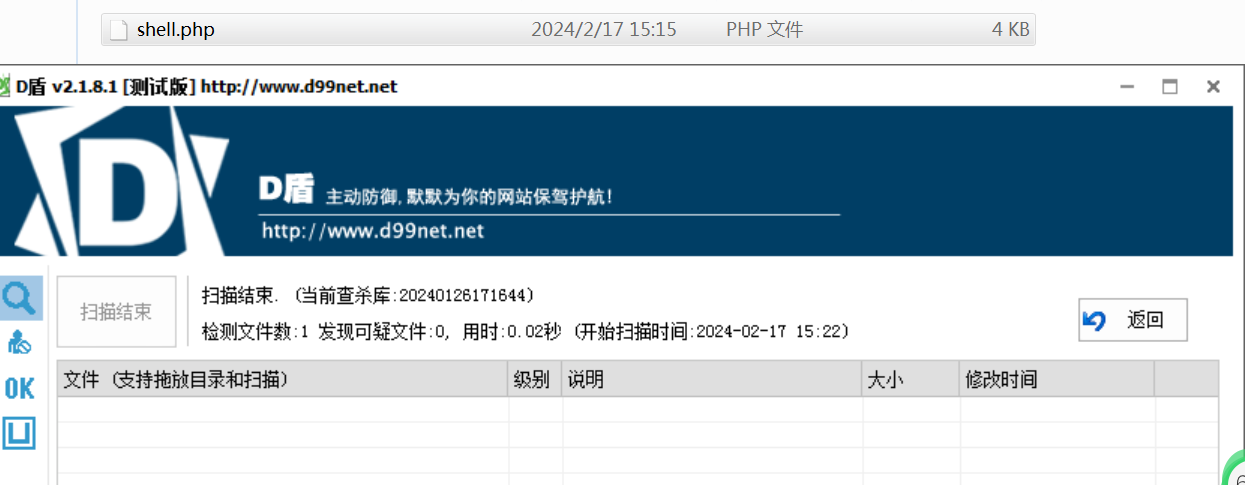 shell.php 2024/2/17 15:15 PHP 文件 4 KB
D盾 v2.1.8.1 [测试版] http://www.d99net.net
D
D盾 主动防御,默默为你的网站保驾护航!
http://www.d99net.net
扫描结束
扫描结束. (当前查杀库:20240126171644)
检测文件数:1 发现可疑文件:0, 用时:0.02秒 (开始扫描时间:2024-02-17 15:22)
返回
OK
文件 (支持拖放目录和扫描) 级别 说明 大小 修改时间